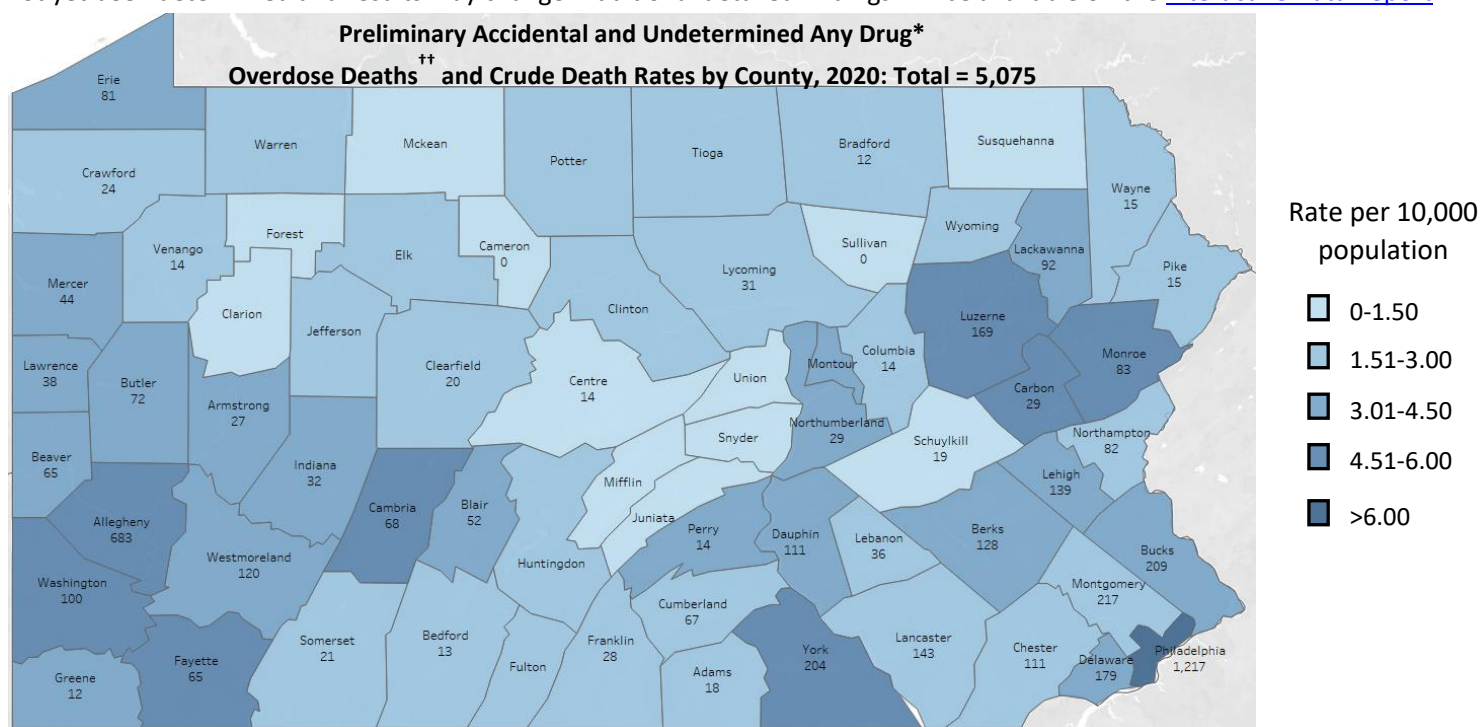 Preliminary Accidental and Undetermined Any Drug*
Overdose Deaths†† and Crude Death Rates by County, 2020: Total = 5,075
Erie
81
Warren
Mckean
Potter
Tioga
Bradford
12
Susquehanna
Crawford
24
Wayne
15
Venango
14
Forest
Elk
Cameron
0
Lycoming
31
Sullivan
0
Wyoming
Lackawanna
92
Pike
15
Mercer
44
Clarion
Jefferson
Clinton
Luzerne
169
Monroe
83
Lawrence
38
Butler
72
Armstrong
27
Clearfield
20
Centre
14
Union
Montour
Columbia
14
Carbon
29
Beaver
65
Indiana
32
Snyder
Northumberland
29
Schuylkill
19
Northampton
82
Lehigh
139
Allegheny
683
Westmoreland
120
Cambria
68
Blair
52
Mifflin
Juniata
Perry
14
Dauphin
111
Lebanon
36
Berks
128
Bucks
209
Washington
100
Huntingdon
Cumberland
67
Montgomery
217
Greene
12
Fayette
65
Somerset
21
Bedford
13
Fulton
Franklin
28
Adams
18
York
204
Lancaster
143
Chester
111
Delaware
179
Philadelphia
1,217
Rate per 10,000
population
0-1.50
1.51-3.00
3.01-4.50
4.51-6.00
>6.00